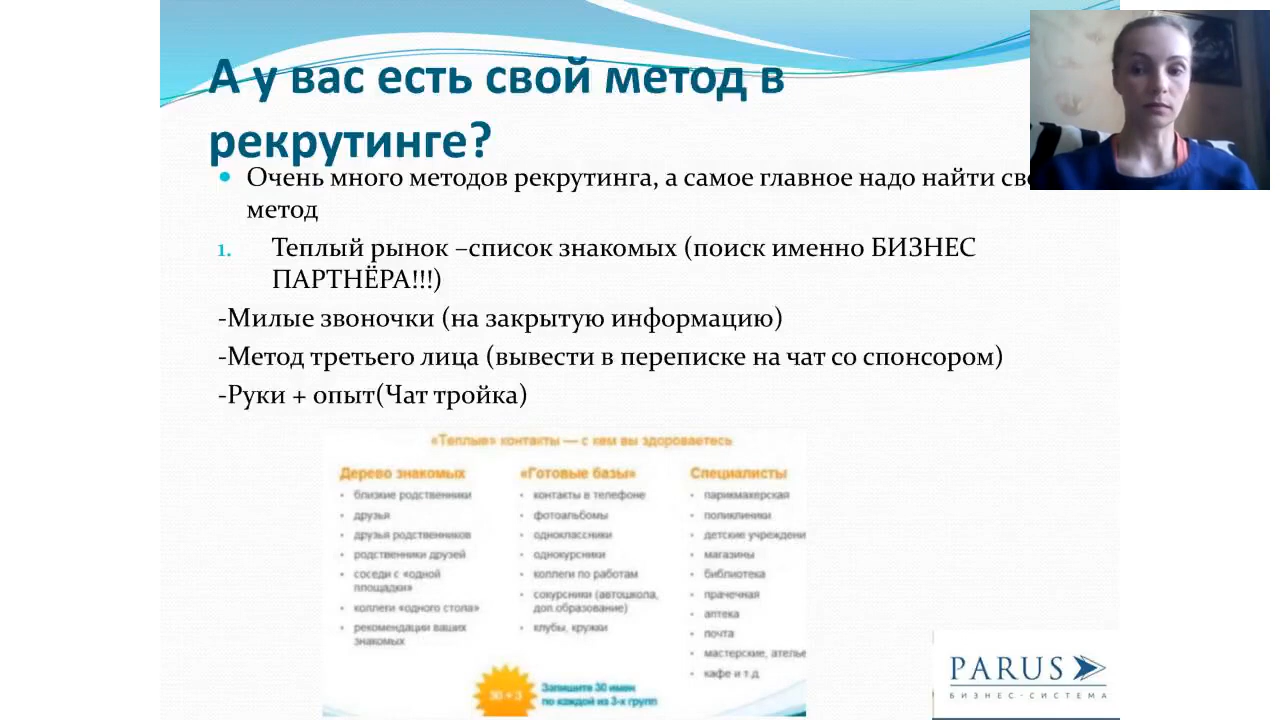 А у вас есть свой метод в
рекрутинге?
Очень много методов рекрутинга, а самое главное надо найти
метод
1. Теплый рынок –список знакомых (поиск именно БИЗНЕС
ПАРТНЁРА!!!)
-Милые звоночки (на закрытую информацию)
-Метод третьего лица (вывести в переписке на чат со спонсором)
-Руки + опыт(Чат тройка)
«Теплые» контакты — с кем вы здороваетесь
Дерево знакомых
близкие родственники
друзья
друзья родственников
родственники друзей
соседи с «одной
площадки»
коллеги «одного стола»
рекомендации ваших
знакомых
«Готовые базы»
контакты в телефоне
фотоальбомы
одноклассники
однокурсники
коллеги по работам
сокурсники (автошкола,
доп.образование)
клубы, кружки
Специалисты
парикмахерская
поликлиники
детские учреждени
магазины
библиотека
прачечная
аптека
почта
мастерские, ателье
кафе и т.д
30 + 3
Запишите 30 имен
по каждой из 3-х групп
PARUS
БИЗНЕС-СИСТЕМА